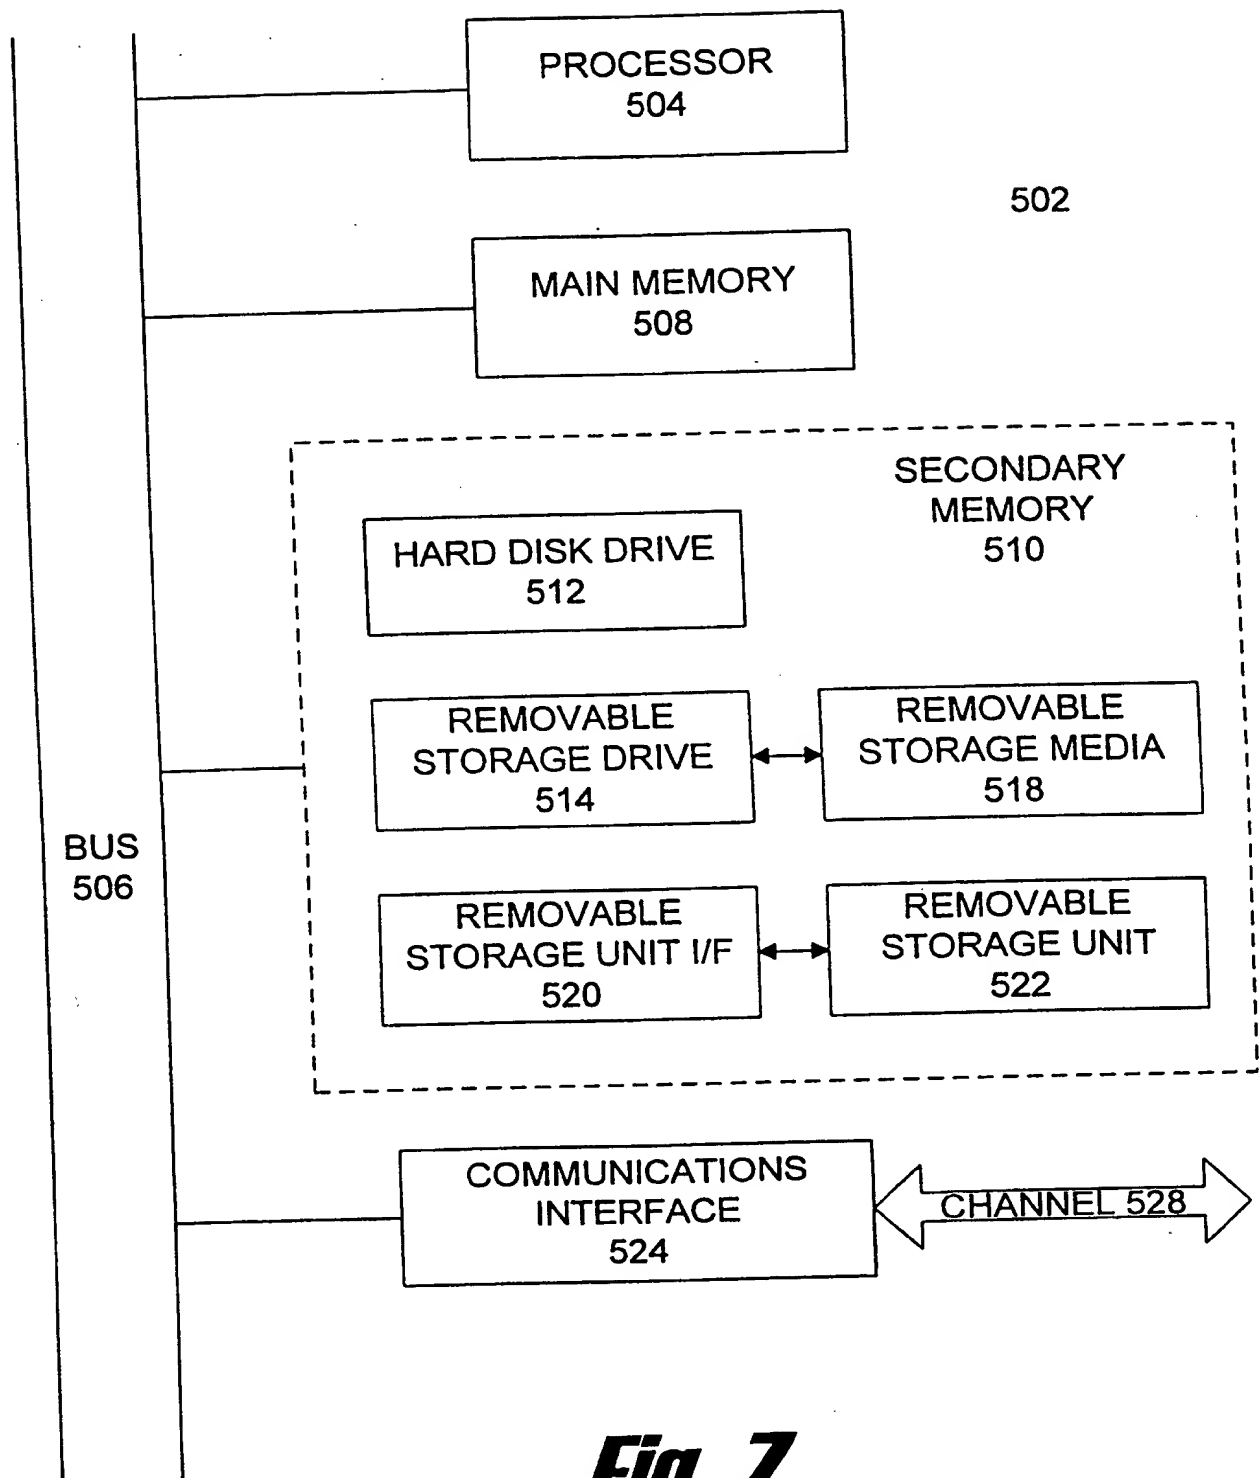 PROCESSOR
504
502
MAIN MEMORY
508
SECONDARY
MEMORY
510
HARD DISK DRIVE
512
REMOVABLE
STORAGE DRIVE
514
REMOVABLE
STORAGE MEDIA
518
BUS
506
REMOVABLE
STORAGE UNIT I/F
520
REMOVABLE
STORAGE UNIT
522
COMMUNICATIONS
INTERFACE
524
CHANNEL 528
Fig. 7